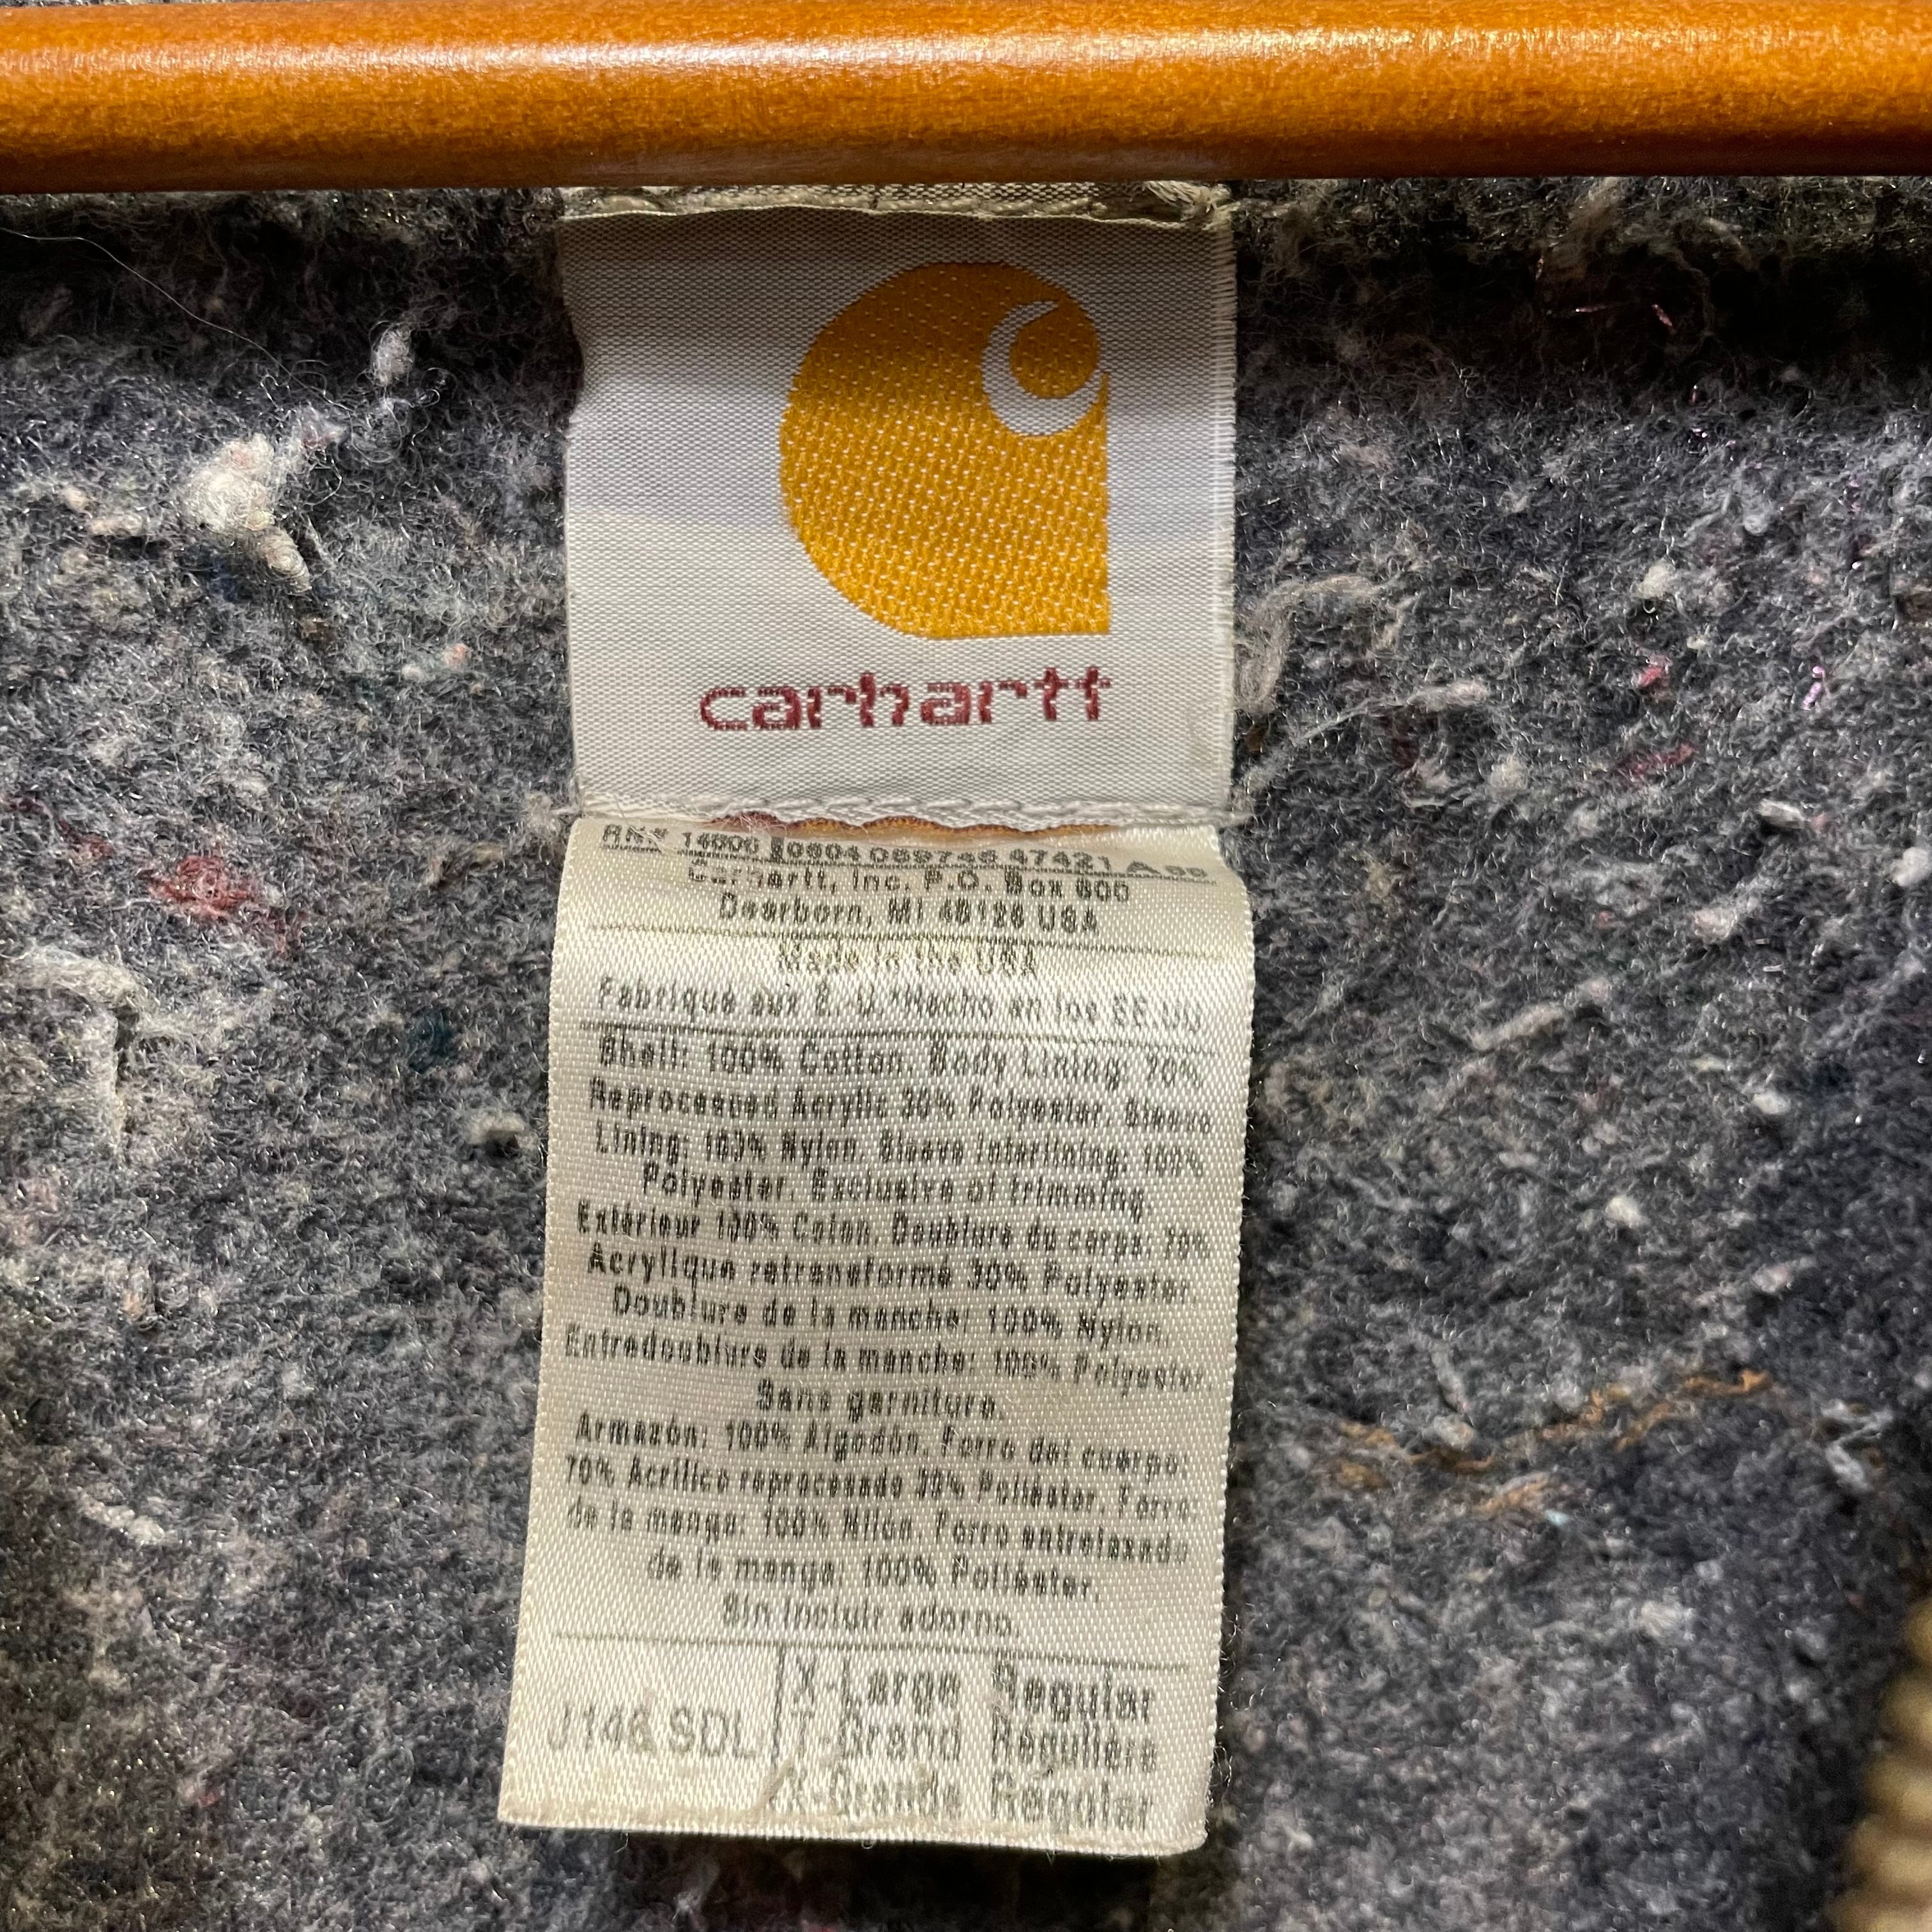 carhartt
RN# 14806 0604 089746 47421
Carhartt, Inc. P.O. Box 600
Dearborn, MI 48126 USA
Made in the USA
Fabrique aux E.-U.*Hecho en los EE.UU
Shell: 100% Cotton. Body Lining: 70%
Reprocessed Acrylic 30% Polyester. Sleeve
Lining: 100% Nylon. Sleeve Interlining: 100%
Polyester. Exclusive of trimming
Extérieur 100% Coton. Doublure du corps: 70%
Acrylique retransformé 30% Polyester.
Doublure de la manche: 100% Nylon.
Entredoublure de la manche: 100% Polyester
Sans garniture.
Armazón: 100% Algodón. Forro del cuerpo:
70% Acrílico reprocesado 30% Poliéster. Forro
de la manga: 100% Nilón. Forro entrelazado
de la manga: 100% Poliéster.
Sin incluir adorno.
X-Large Regular
SDL T-Grand Régulière
X-Grande Regular